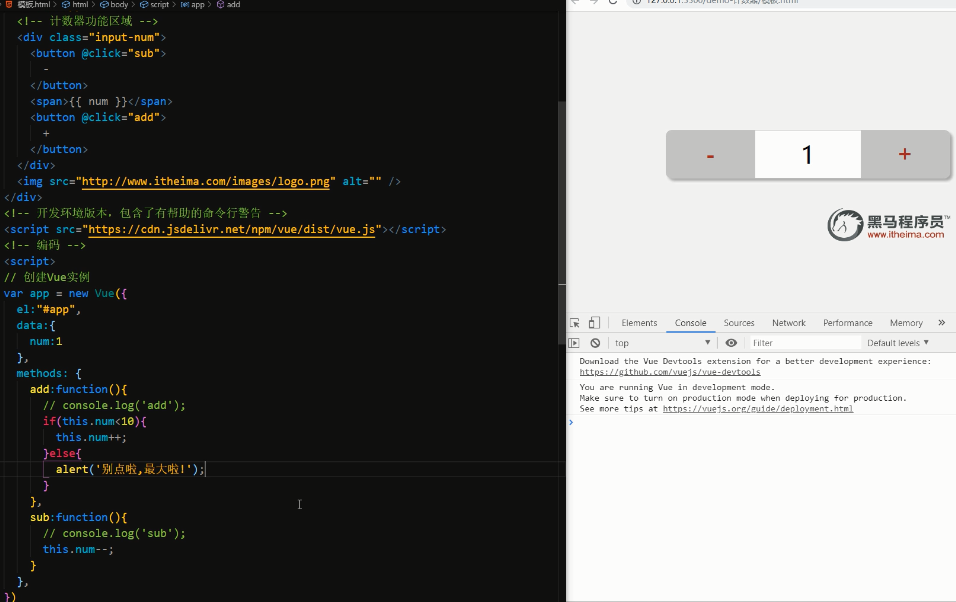 模板.html > html > body > script > app > add
<!-- 计数器功能区域 -->
<div class="input-num">
<button @click="sub">
-
</button>
<span>{{ num }}</span>
<button @click="add">
+
</button>
</div>
<img src="http://www.itheima.com/images/logo.png" alt="" />
</div>
<!-- 开发环境版本，包含了有帮助的命令行警告 -->
<script src="https://cdn.jsdelivr.net/npm/vue/dist/vue.js"></script>
<!-- 编码 -->
<script>
// 创建Vue实例
var app = new Vue({
el:"#app",
data:{
num:1
},
methods: {
add:function(){
// console.log('add');
if(this.num<10){
this.num++;
}else{
alert('别点啦,最大啦!');
}
},
sub:function(){
// console.log('sub');
this.num--;
}
},
})
- 1 +
黑马程序员™
www.itheima.com
Elements Console Sources Network Performance Memory »
top ▼ Filter Default levels ▼
Download the Vue Devtools extension for a better development experience:
https://github.com/vuejs/vue-devtools
You are running Vue in development mode.
Make sure to turn on production mode when deploying for production.
See more tips at https://vuejs.org/guide/deployment.html
>